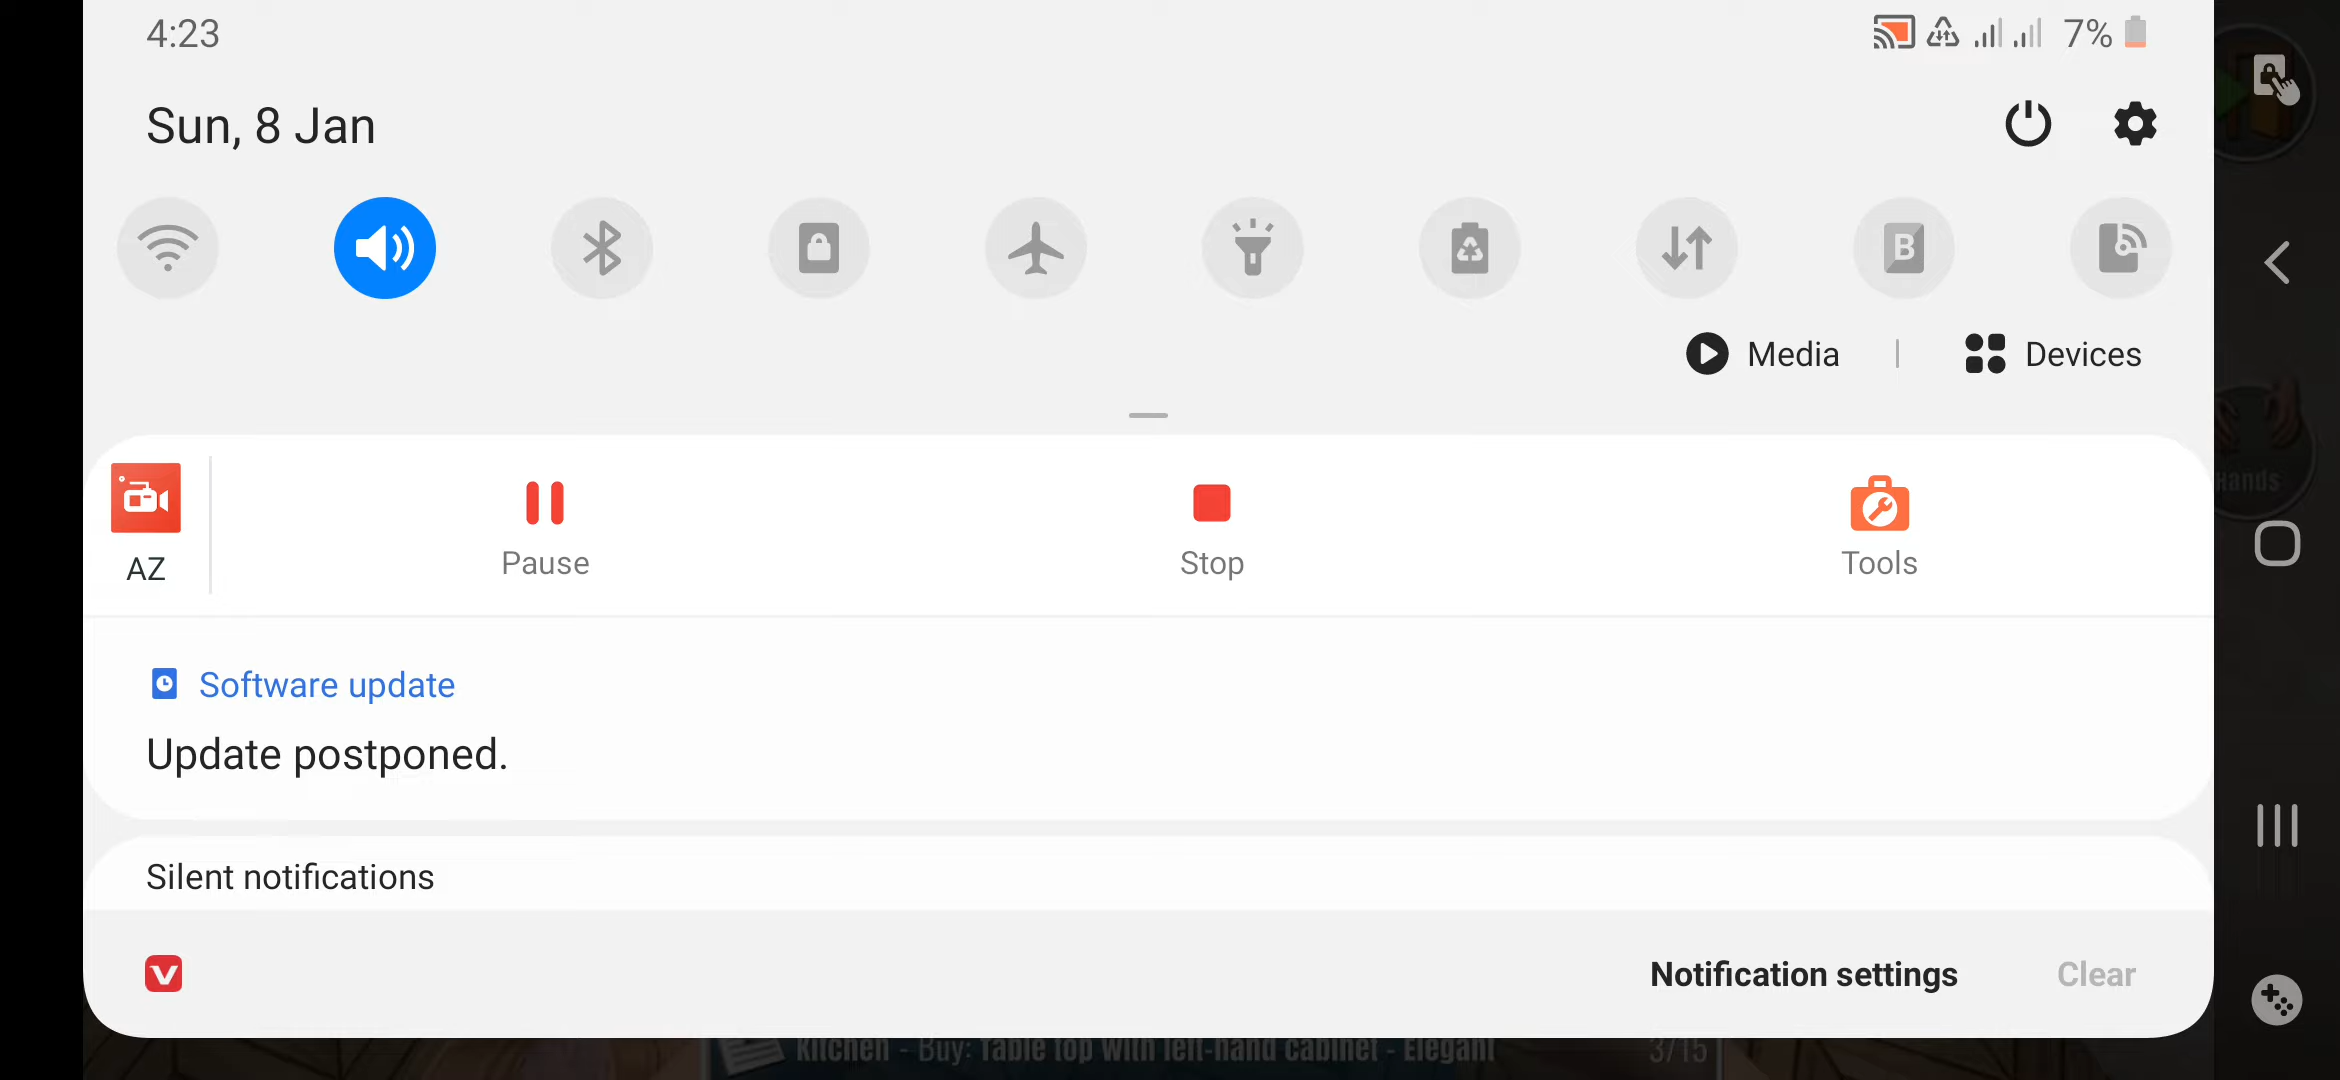 4:23
7%
Sun, 8 Jan
B
Media
Devices
AZ
Pause
Stop
Tools
Software update
Update postponed.
Silent notifications
Notification settings
Clear
Hands
Kitchen - Buy: Table top with left-hand cabinet - Elegant
3/15